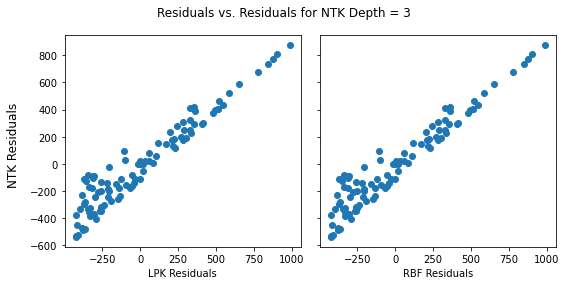 Residuals vs. Residuals for NTK Depth = 3
NTK Residuals
800
600
400
200
0
−200
−400
−600
−250 0 250 500 750 1000
LPK Residuals
−250 0 250 500 750 1000
RBF Residuals